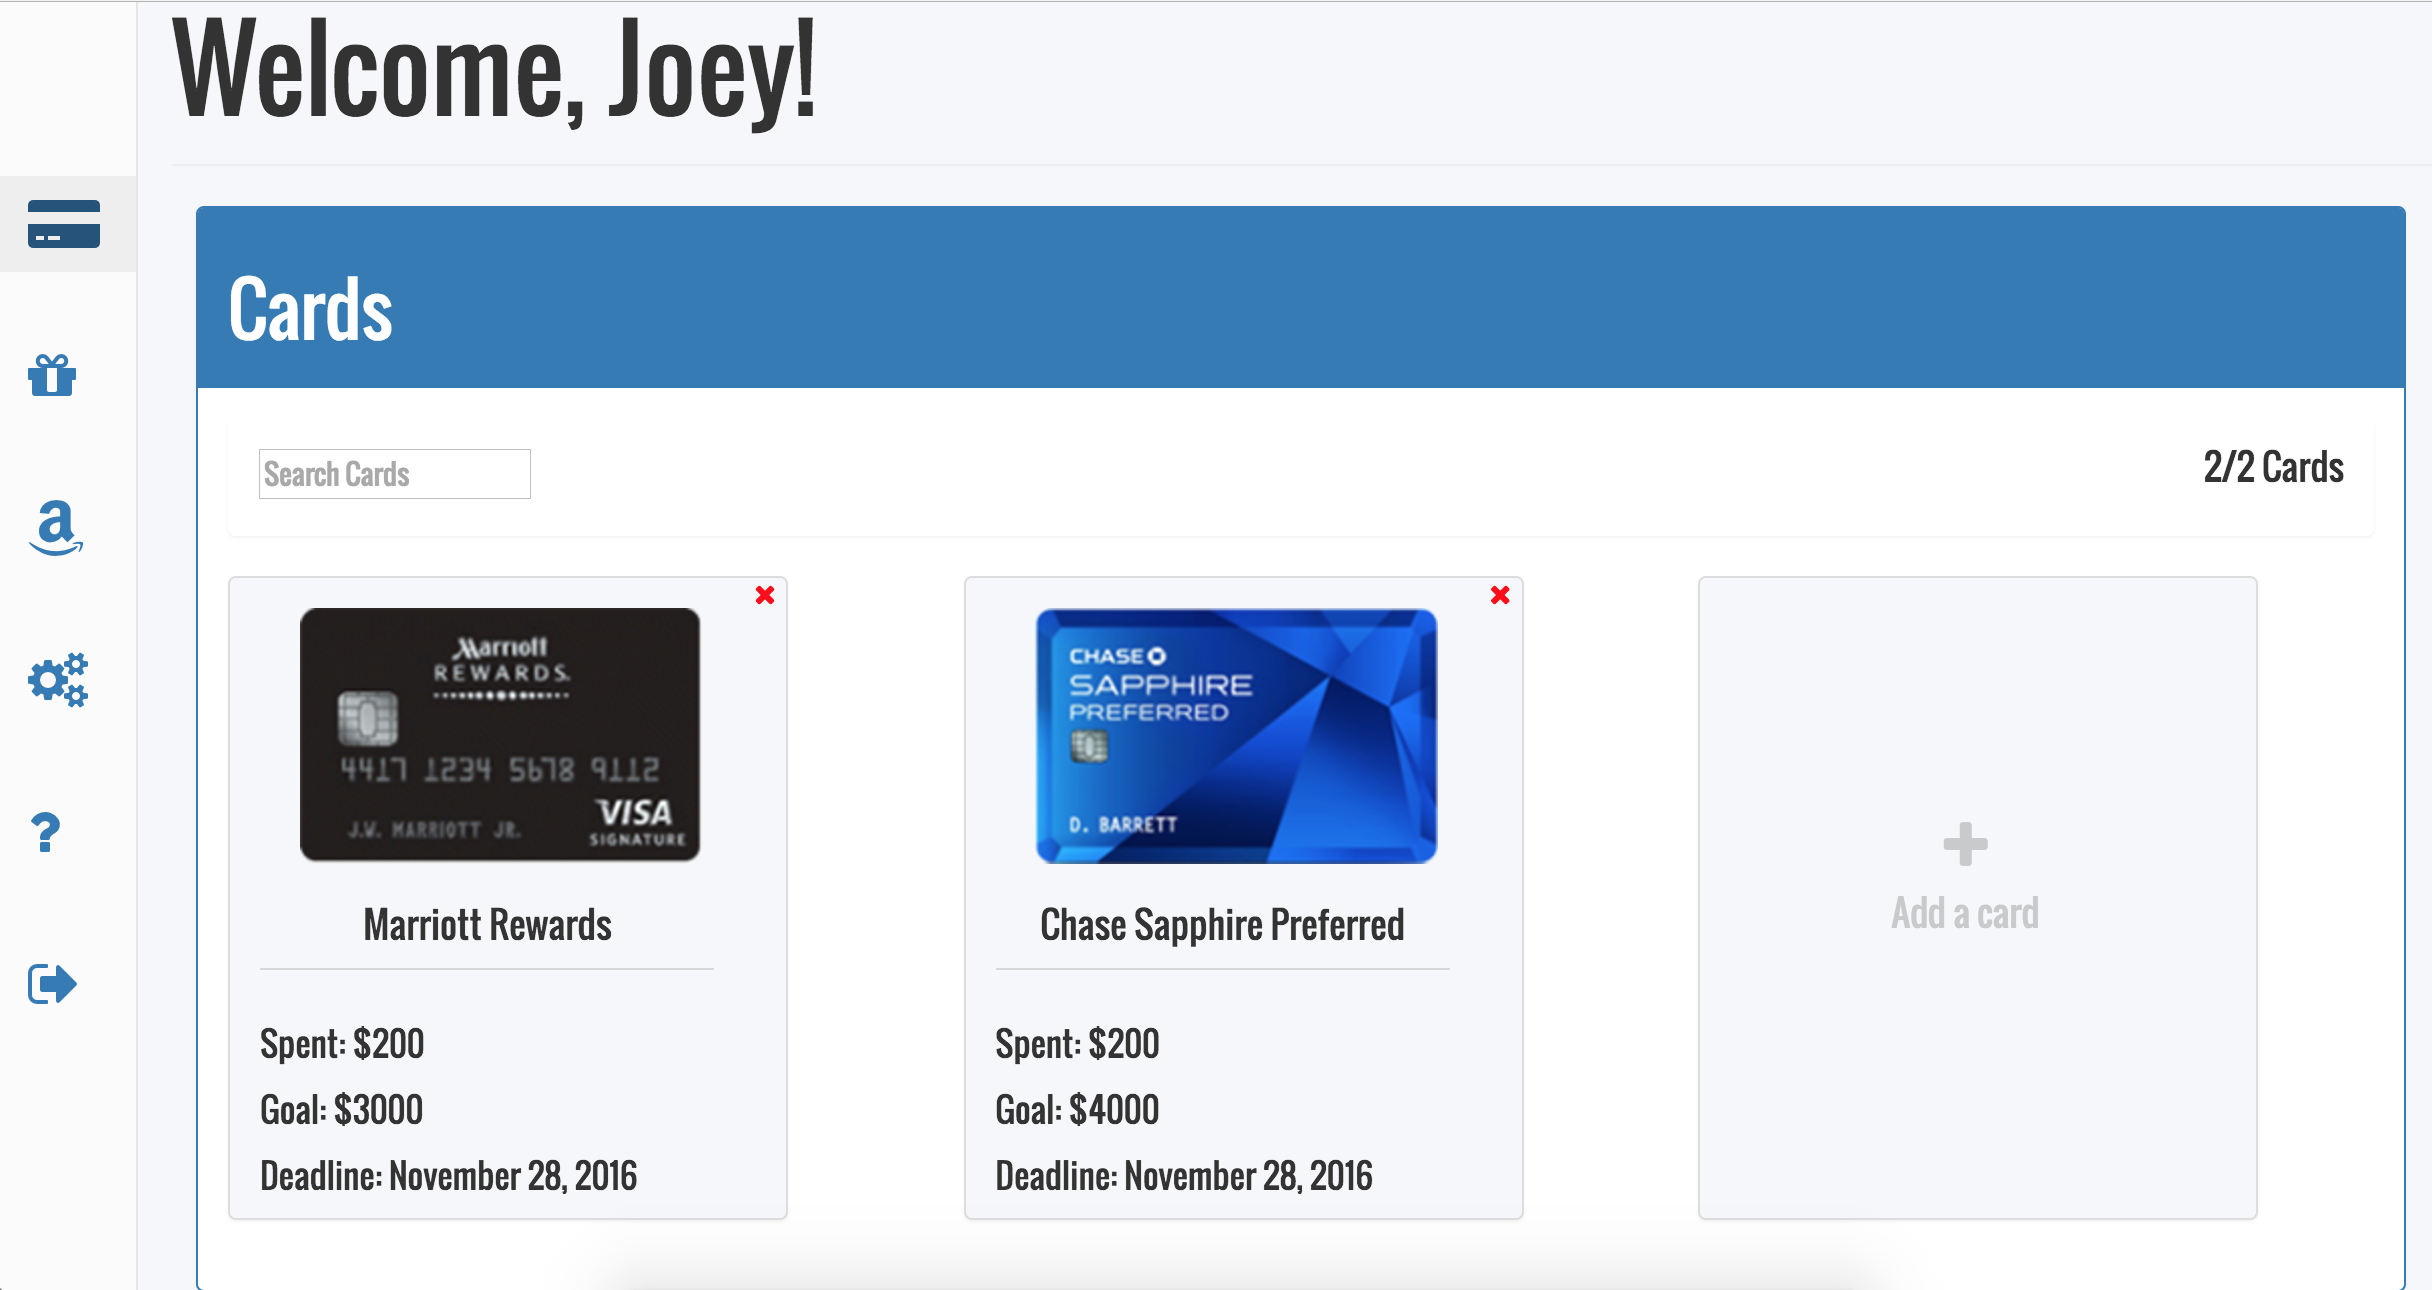 Welcome, Joey!
Cards
Search Cards
2/2 Cards
Marriott
REWARDS.
4417 1234 5678 9112
J.W. MARRIOTT JR.
VISA
SIGNATURE
Marriott Rewards
Spent: $200
Goal: $3000
Deadline: November 28, 2016
CHASE
SAPPHIRE
PREFERRED
D. BARRETT
Chase Sapphire Preferred
Spent: $200
Goal: $4000
Deadline: November 28, 2016
Add a card